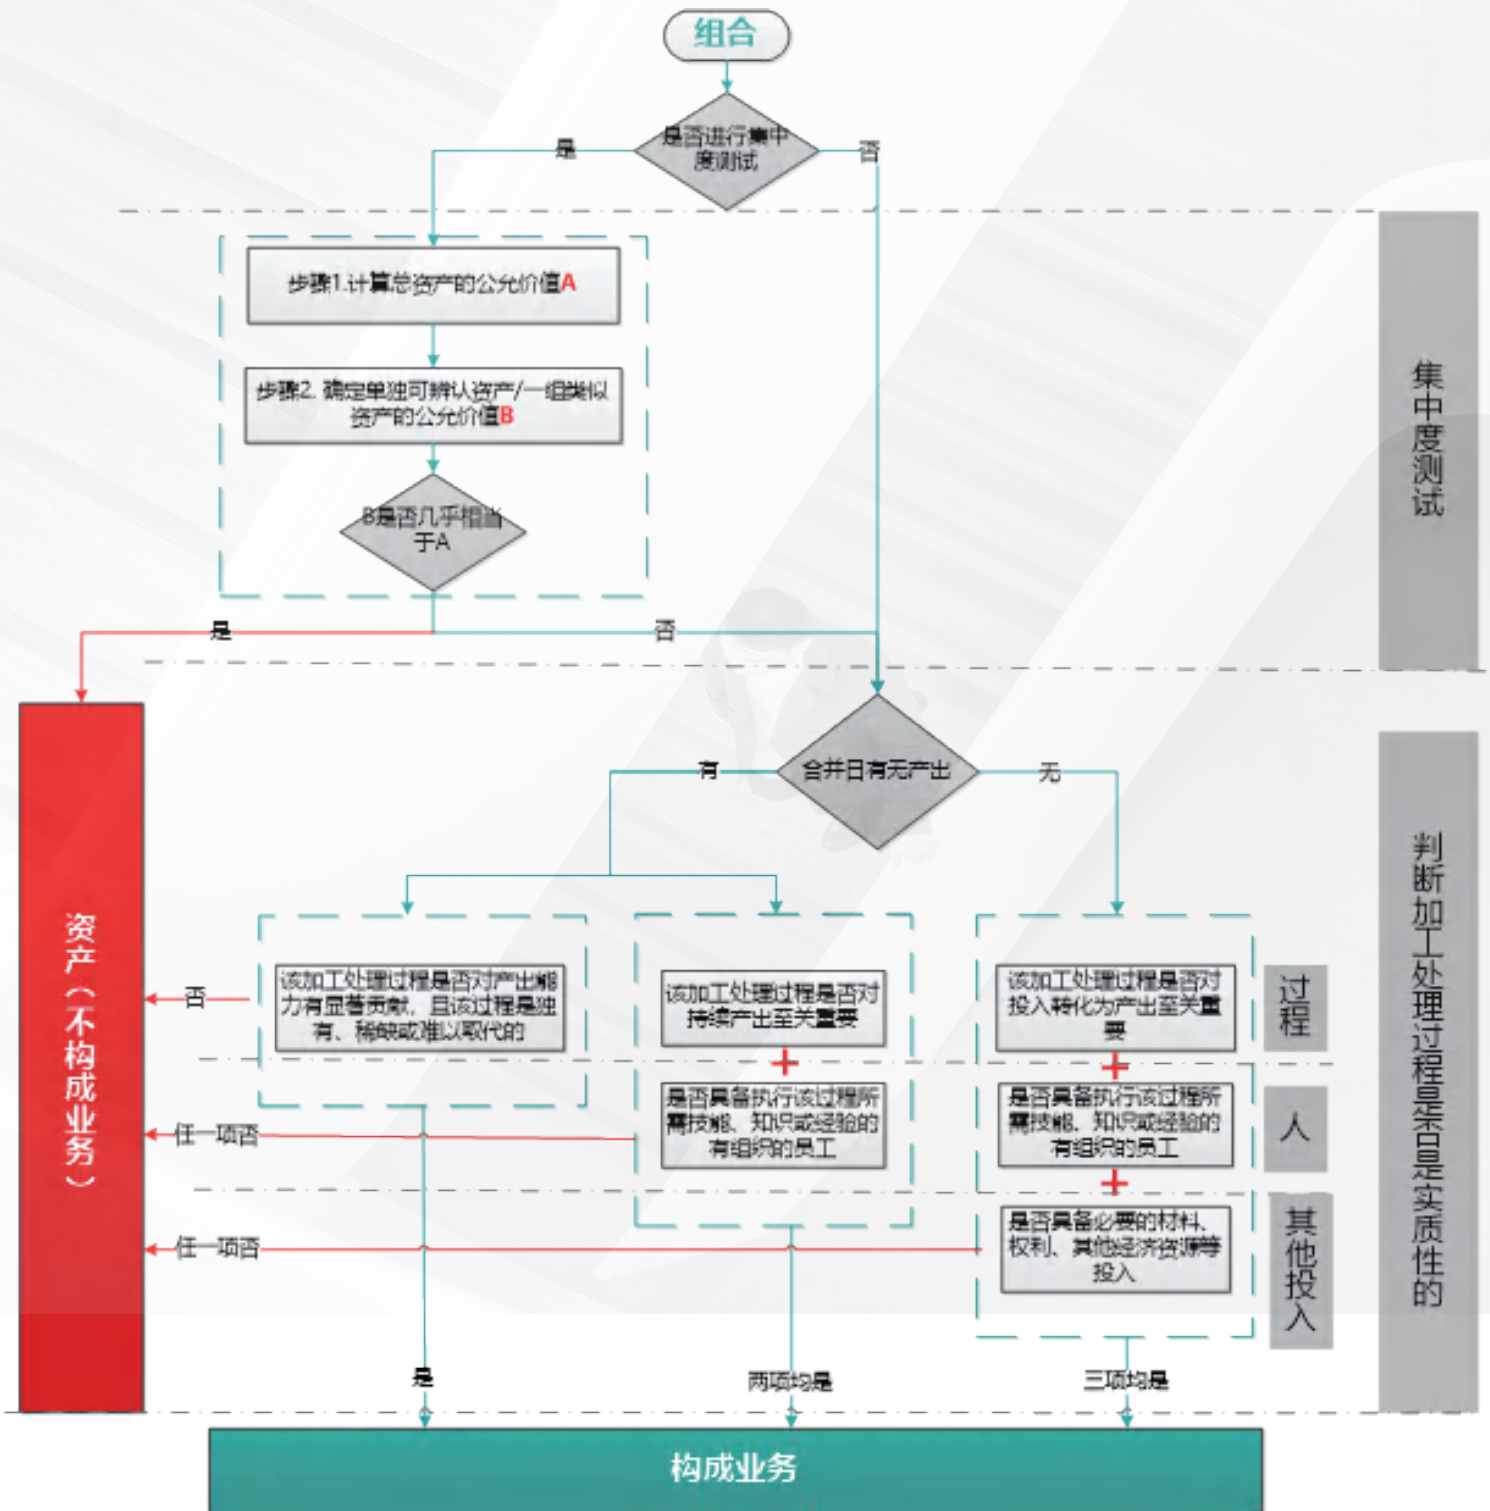 组合
是否进行集中
度测试
是
否
步骤1.计算总资产的公允价值A
步骤2. 确定单独可辨认资产/一组类似
资产的公允价值B
B是否几乎相当
于A
集中度测试
是
否
合并日有无产出
有
无
资产（不构成业务）
判断加工处理过程是否是实质性的
该加工处理过程是否对产出能
力有显著贡献，且该过程是独
有、稀缺或难以取代的
该加工处理过程是否对
持续产出至关重要
该加工处理过程是否对
投入转化为产出至关重
要
过程
否
+
+
是否具备执行该过程所
需技能、知识或经验的
有组织的员工
是否具备执行该过程所
需技能、知识或经验的
有组织的员工
人
任一项否
+
是否具备必要的材料、
权利、其他经济资源等
投入
其他投入
任一项否
是
两项均是
三项均是
构成业务